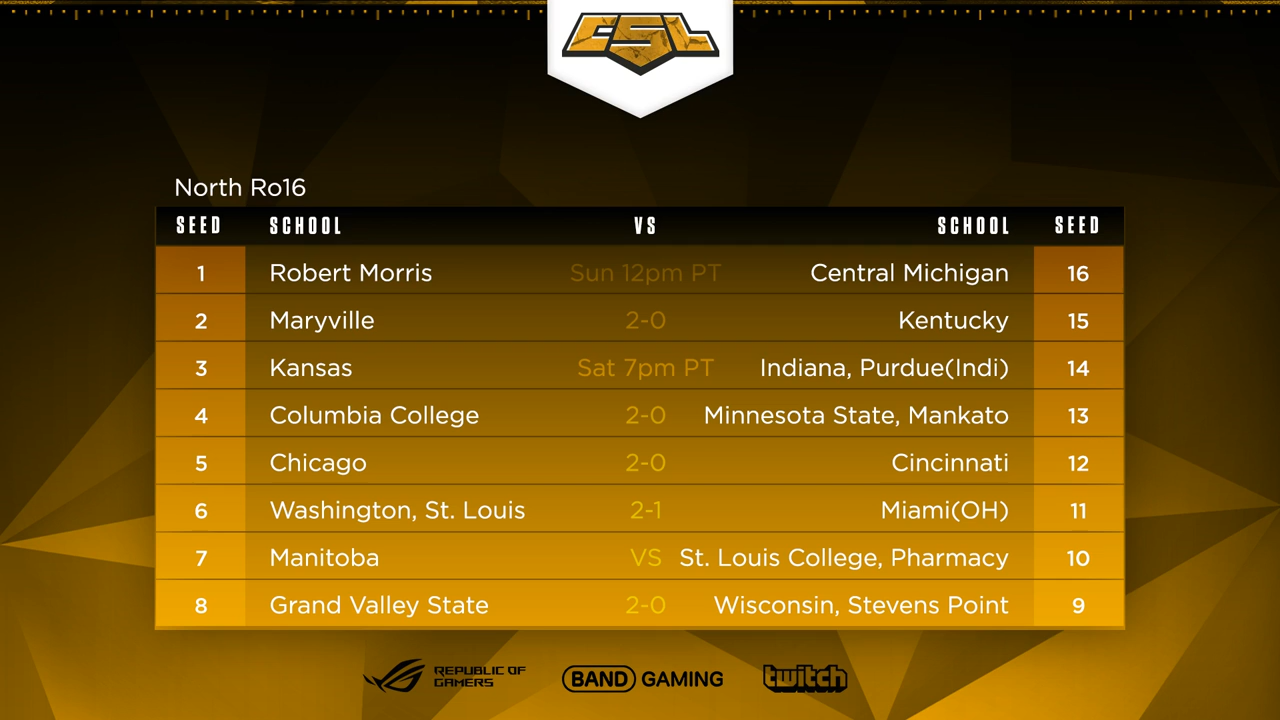 CSL
North Ro16
SEED SCHOOL VS SCHOOL SEED
1 Robert Morris Sun 12pm PT Central Michigan 16
2 Maryville 2-0 Kentucky 15
3 Kansas Sat 7pm PT Indiana, Purdue(Indi) 14
4 Columbia College 2-0 Minnesota State, Mankato 13
5 Chicago 2-0 Cincinnati 12
6 Washington, St. Louis 2-1 Miami(OH) 11
7 Manitoba VS St. Louis College, Pharmacy 10
8 Grand Valley State 2-0 Wisconsin, Stevens Point 9
REPUBLIC OF
GAMERS
BAND GAMING
twitch